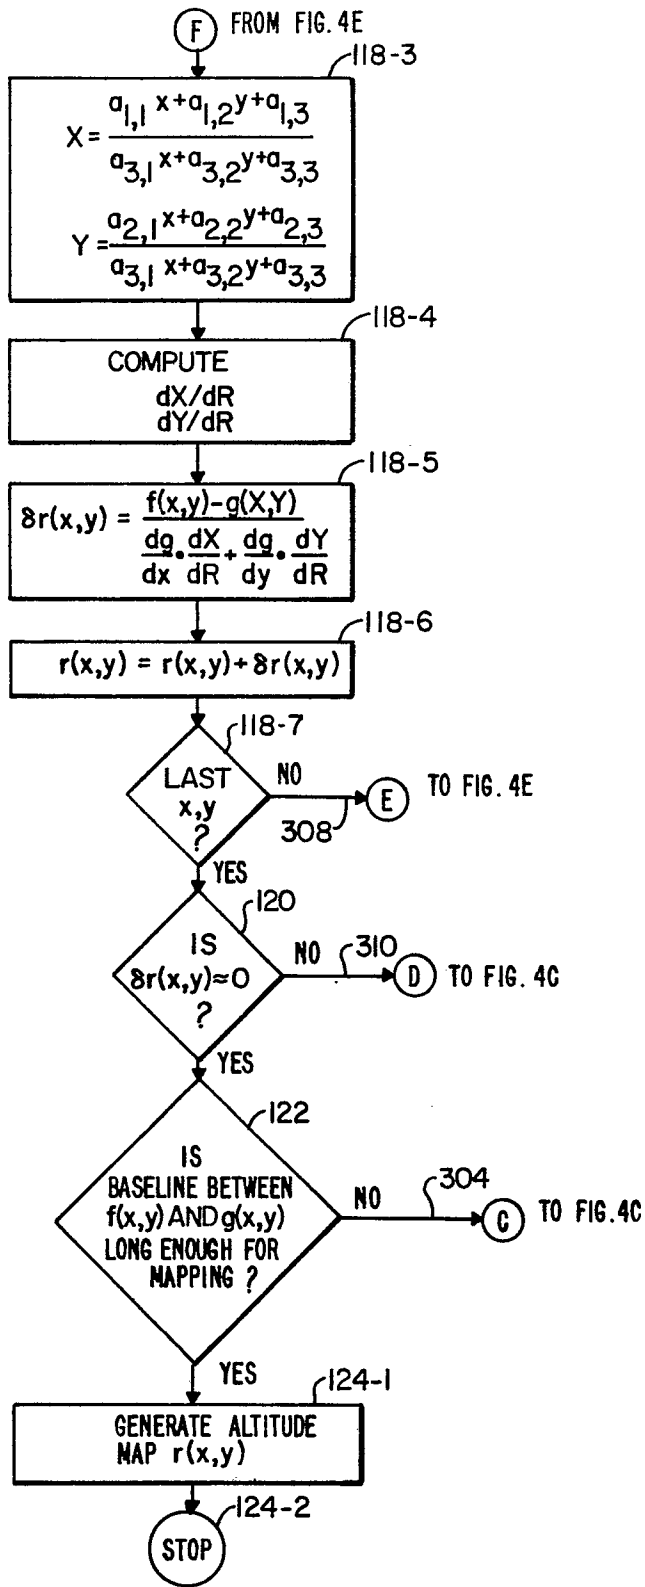 F FROM FIG. 4E
118-3
X = a1,1 x+a1,2 y+a1,3
a3,1 x+a3,2 y+a3,3
Y = a2,1 x+a2,2 y+a2,3
a3,1 x+a3,2 y+a3,3
118-4
COMPUTE
dX/dR
dY/dR
118-5
δr(x,y) = f(x,y)-g(X,Y)
dg/dx • dX/dR + dg/dy • dY/dR
118-6
r(x,y) = r(x,y)+δr(x,y)
118-7
LAST
x,y
?
NO
308
E TO FIG. 4E
YES
120
IS
δr(x,y)≈0
?
NO
310
D TO FIG. 4C
YES
122
IS
BASELINE BETWEEN
f(x,y) AND g(x,y)
LONG ENOUGH FOR
MAPPING ?
NO
304
C TO FIG. 4C
YES
124-1
GENERATE ALTITUDE
MAP r(x,y)
124-2
STOP